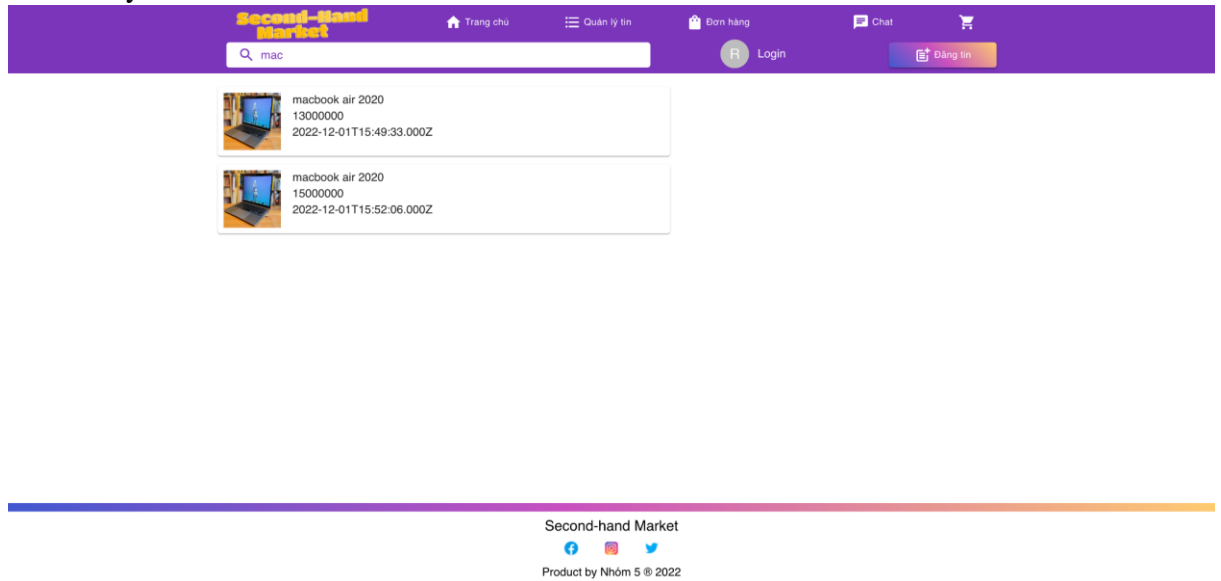 Second-Hand
Market
Trang chủ
Quản lý tin
Đơn hàng
Chat
mac
R
Login
Đăng tin
macbook air 2020
13000000
2022-12-01T15:49:33.000Z
macbook air 2020
15000000
2022-12-01T15:52:06.000Z
Second-hand Market
Product by Nhóm 5 ® 2022